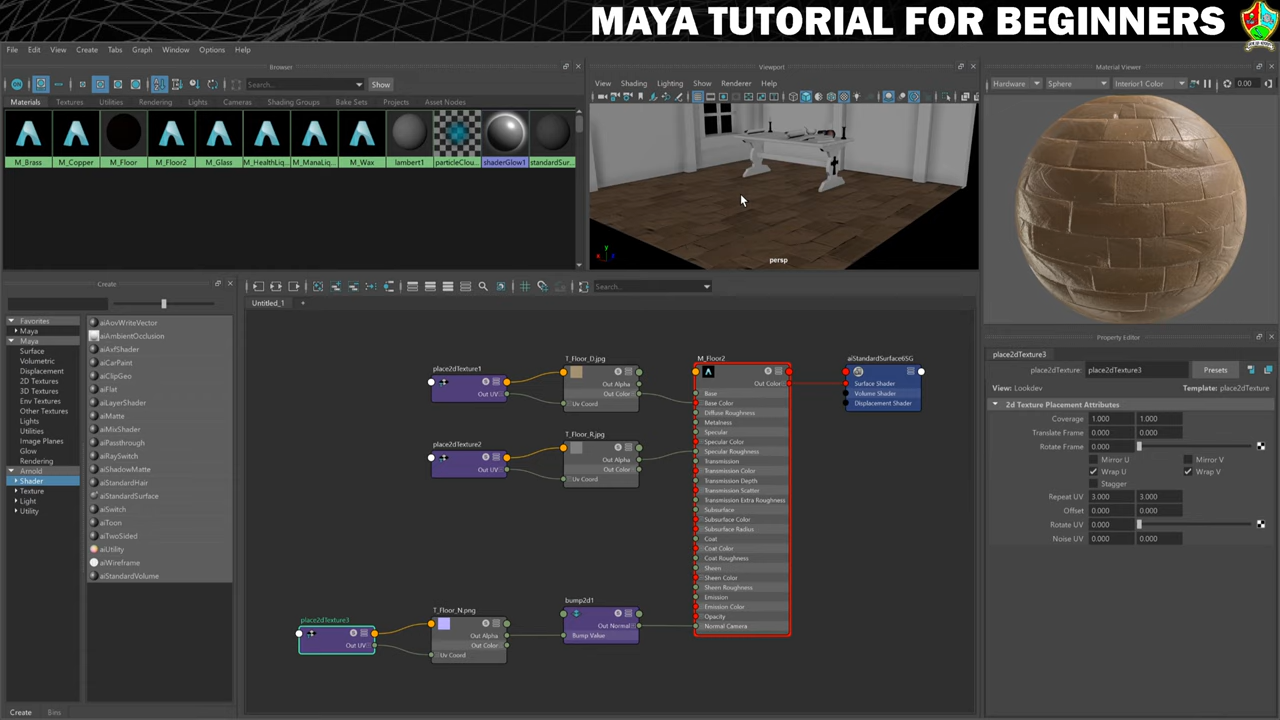 MAYA TUTORIAL FOR BEGINNERS
File Edit View Create Tabs Graph Window Options Help
Browser
Search... Show
Materials Textures Utilities Rendering Lights Cameras Shading Groups Bake Sets Projects Asset Nodes
M_Brass M_Copper M_Floor M_Floor2 M_Glass M_HealthLiq... M_ManaLiq... M_Wax lambert1 particleClou... shaderGlow1 standardSur...
Viewport
View Shading Lighting Show Renderer Help
persp
Material Viewer
Hardware Sphere Interior1 Color 0.00
Create
Favorites
Maya
Maya
Surface
Volumetric
Displacement
2D Textures
3D Textures
Env Textures
Other Textures
Lights
Utilities
Image Planes
Glow
Rendering
Arnold
Shader
Texture
Light
Utility
aiAovWriteVector
aiAmbientOcclusion
aiAxfShader
aiCarPaint
aiClipGeo
aiFlat
aiLayerShader
aiMatte
aiMixShader
aiPassthrough
aiRaySwitch
aiShadowMatte
aiStandardHair
aiStandardSurface
aiSwitch
aiToon
aiTwoSided
aiUtility
aiWireframe
aiStandardVolume
Create Bins
Search...
Untitled_1 +
place2dTexture1
Out UV
T_Floor_D.jpg
Out Alpha
Out Color
Uv Coord
place2dTexture2
Out UV
T_Floor_R.jpg
Out Alpha
Out Color
Uv Coord
place2dTexture3
Out UV
T_Floor_N.png
Out Alpha
Out Color
Uv Coord
bump2d1
Out Normal
Bump Value
M_Floor2
Out Color
Base
Base Color
Diffuse Roughness
Metalness
Specular
Specular Color
Specular Roughness
Transmission
Transmission Color
Transmission Depth
Transmission Scatter
Transmission Extra Roughness
Subsurface
Subsurface Color
Subsurface Radius
Coat
Coat Color
Coat Roughness
Sheen
Sheen Color
Sheen Roughness
Emission
Emission Color
Opacity
Normal Camera
aiStandardSurface6SG
Surface Shader
Volume Shader
Displacement Shader
Property Editor
place2dTexture3
place2dTexture: place2dTexture3 Presets
View: Lookdev Template: place2dTexture
2d Texture Placement Attributes
Coverage 1.000 1.000
Translate Frame 0.000 0.000
Rotate Frame 0.000
Mirror U Mirror V
Wrap U Wrap V
Stagger
Repeat UV 3.000 3.000
Offset 0.000 0.000
Rotate UV 0.000
Noise UV 0.000 0.000